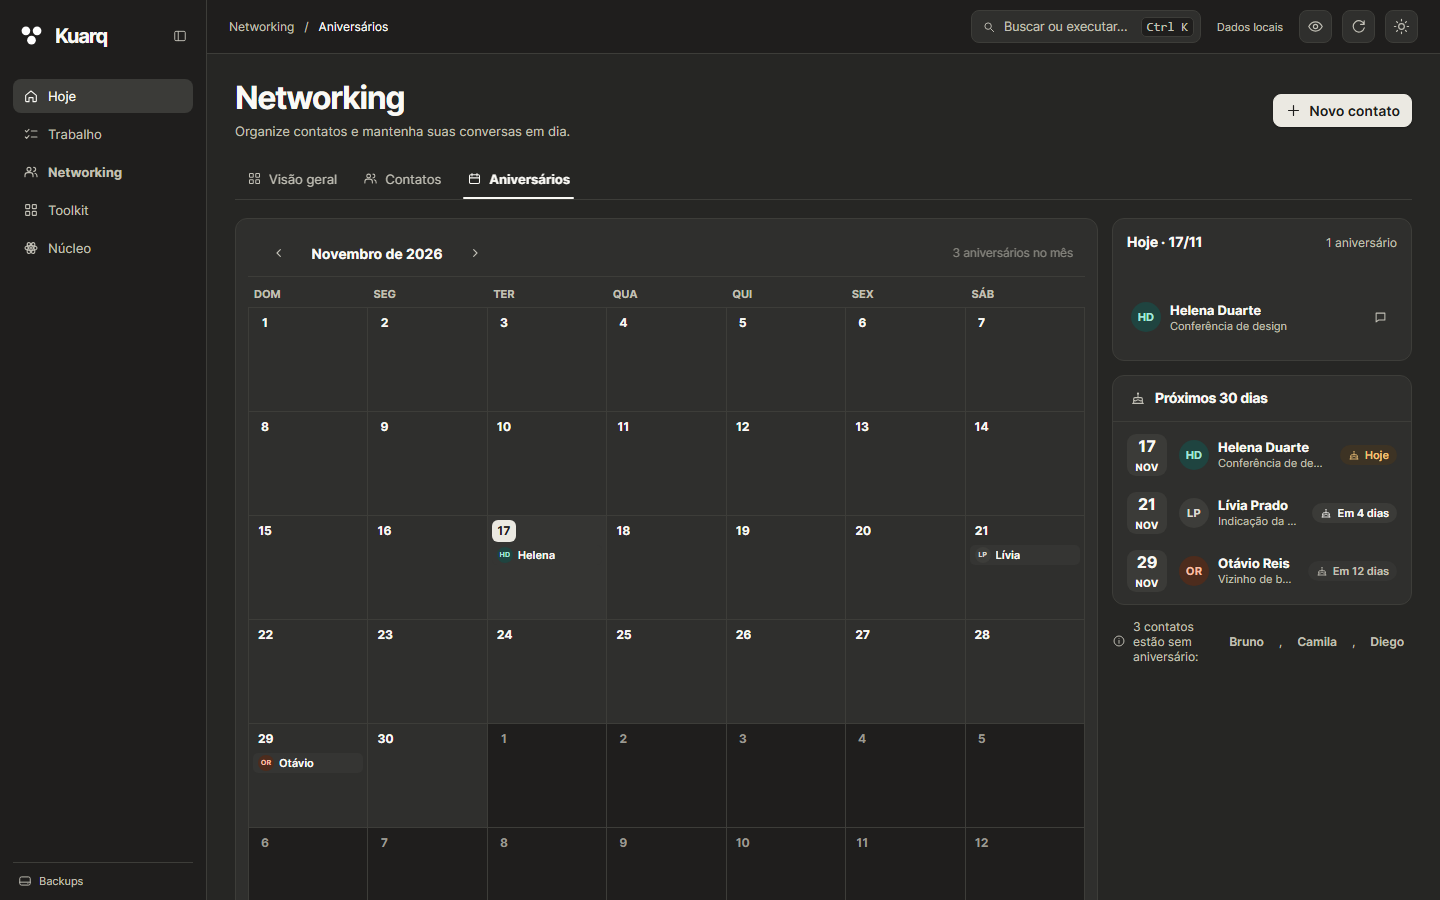 Kuarq
Hoje
Trabalho
Networking
Toolkit
Núcleo
Backups
Networking / Aniversários
Buscar ou executar... Ctrl K
Dados locais
Networking
Organize contatos e mantenha suas conversas em dia.
Novo contato
Visão geral
Contatos
Aniversários
Novembro de 2026
3 aniversários no mês
DOM SEG TER QUA QUI SEX SÁB
1 2 3 4 5 6 7
8 9 10 11 12 13 14
15 16 17 18 19 20 21
HD Helena
LP Lívia
22 23 24 25 26 27 28
29 30 1 2 3 4 5
OR Otávio
6 7 8 9 10 11 12
Hoje · 17/11
1 aniversário
HD
Helena Duarte
Conferência de design
Próximos 30 dias
17 NOV
HD
Helena Duarte
Conferência de de...
Hoje
21 NOV
LP
Lívia Prado
Indicação da ...
Em 4 dias
29 NOV
OR
Otávio Reis
Vizinho de b...
Em 12 dias
3 contatos
estão sem
aniversário:
Bruno , Camila , Diego